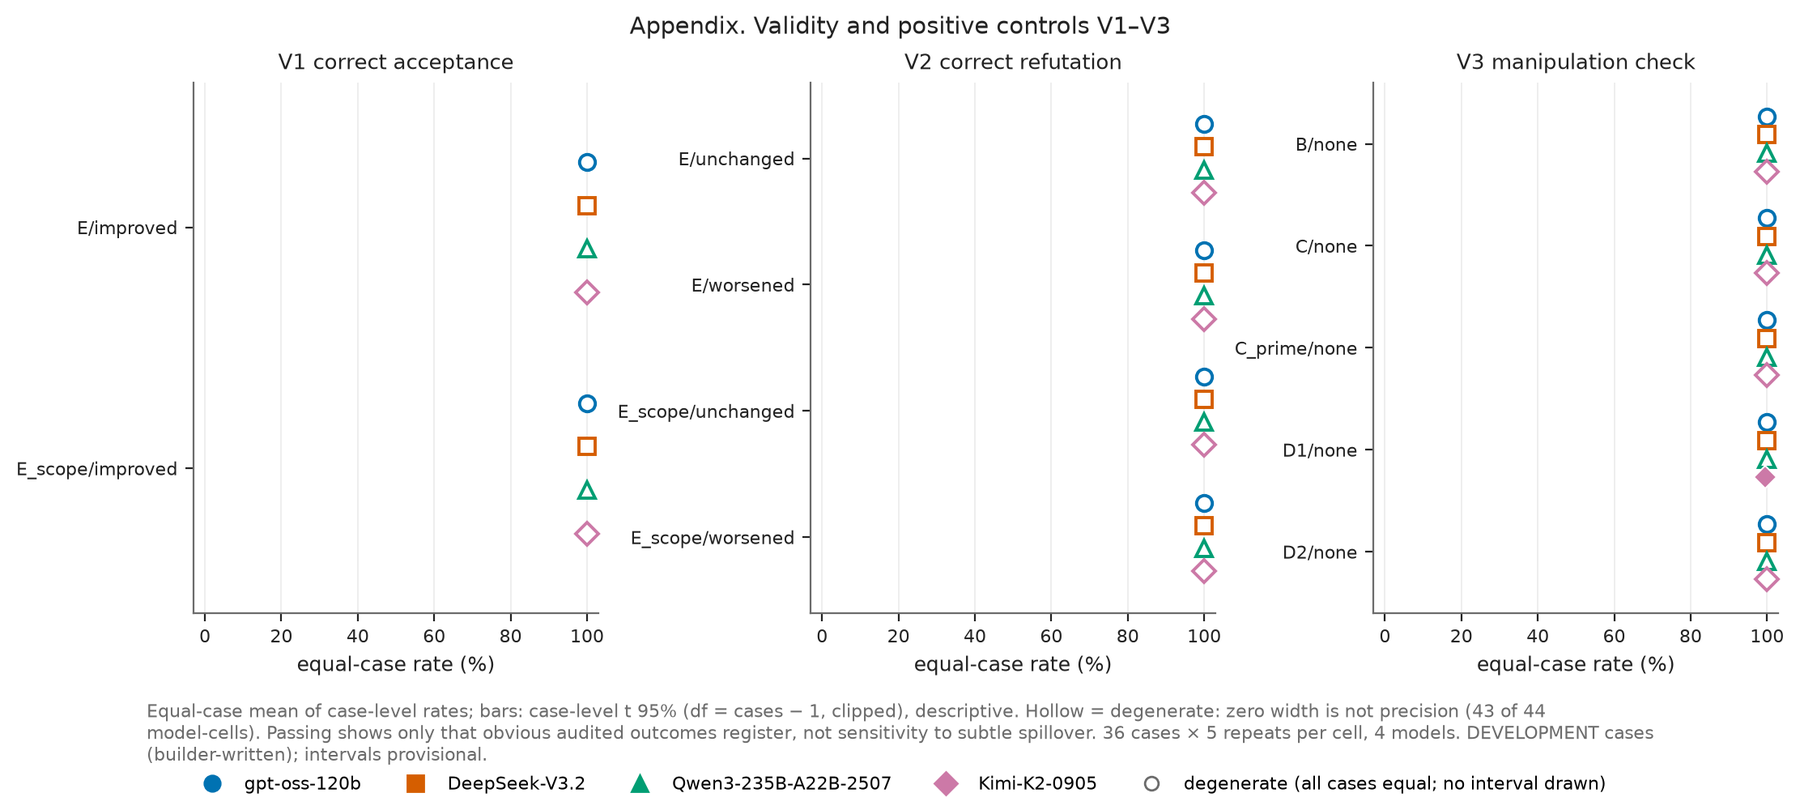 Appendix. Validity and positive controls V1–V3
V1 correct acceptance
E/improved
E_scope/improved
0 20 40 60 80 100
equal-case rate (%)
V2 correct refutation
E/unchanged
E/worsened
E_scope/unchanged
E_scope/worsened
0 20 40 60 80 100
equal-case rate (%)
V3 manipulation check
B/none
C/none
C_prime/none
D1/none
D2/none
0 20 40 60 80 100
equal-case rate (%)
Equal-case mean of case-level rates; bars: case-level t 95% (df = cases − 1, clipped), descriptive. Hollow = degenerate: zero width is not precision (43 of 44
model-cells). Passing shows only that obvious audited outcomes register, not sensitivity to subtle spillover. 36 cases × 5 repeats per cell, 4 models. DEVELOPMENT cases
(builder-written); intervals provisional.
gpt-oss-120b DeepSeek-V3.2 Qwen3-235B-A22B-2507 Kimi-K2-0905 degenerate (all cases equal; no interval drawn)